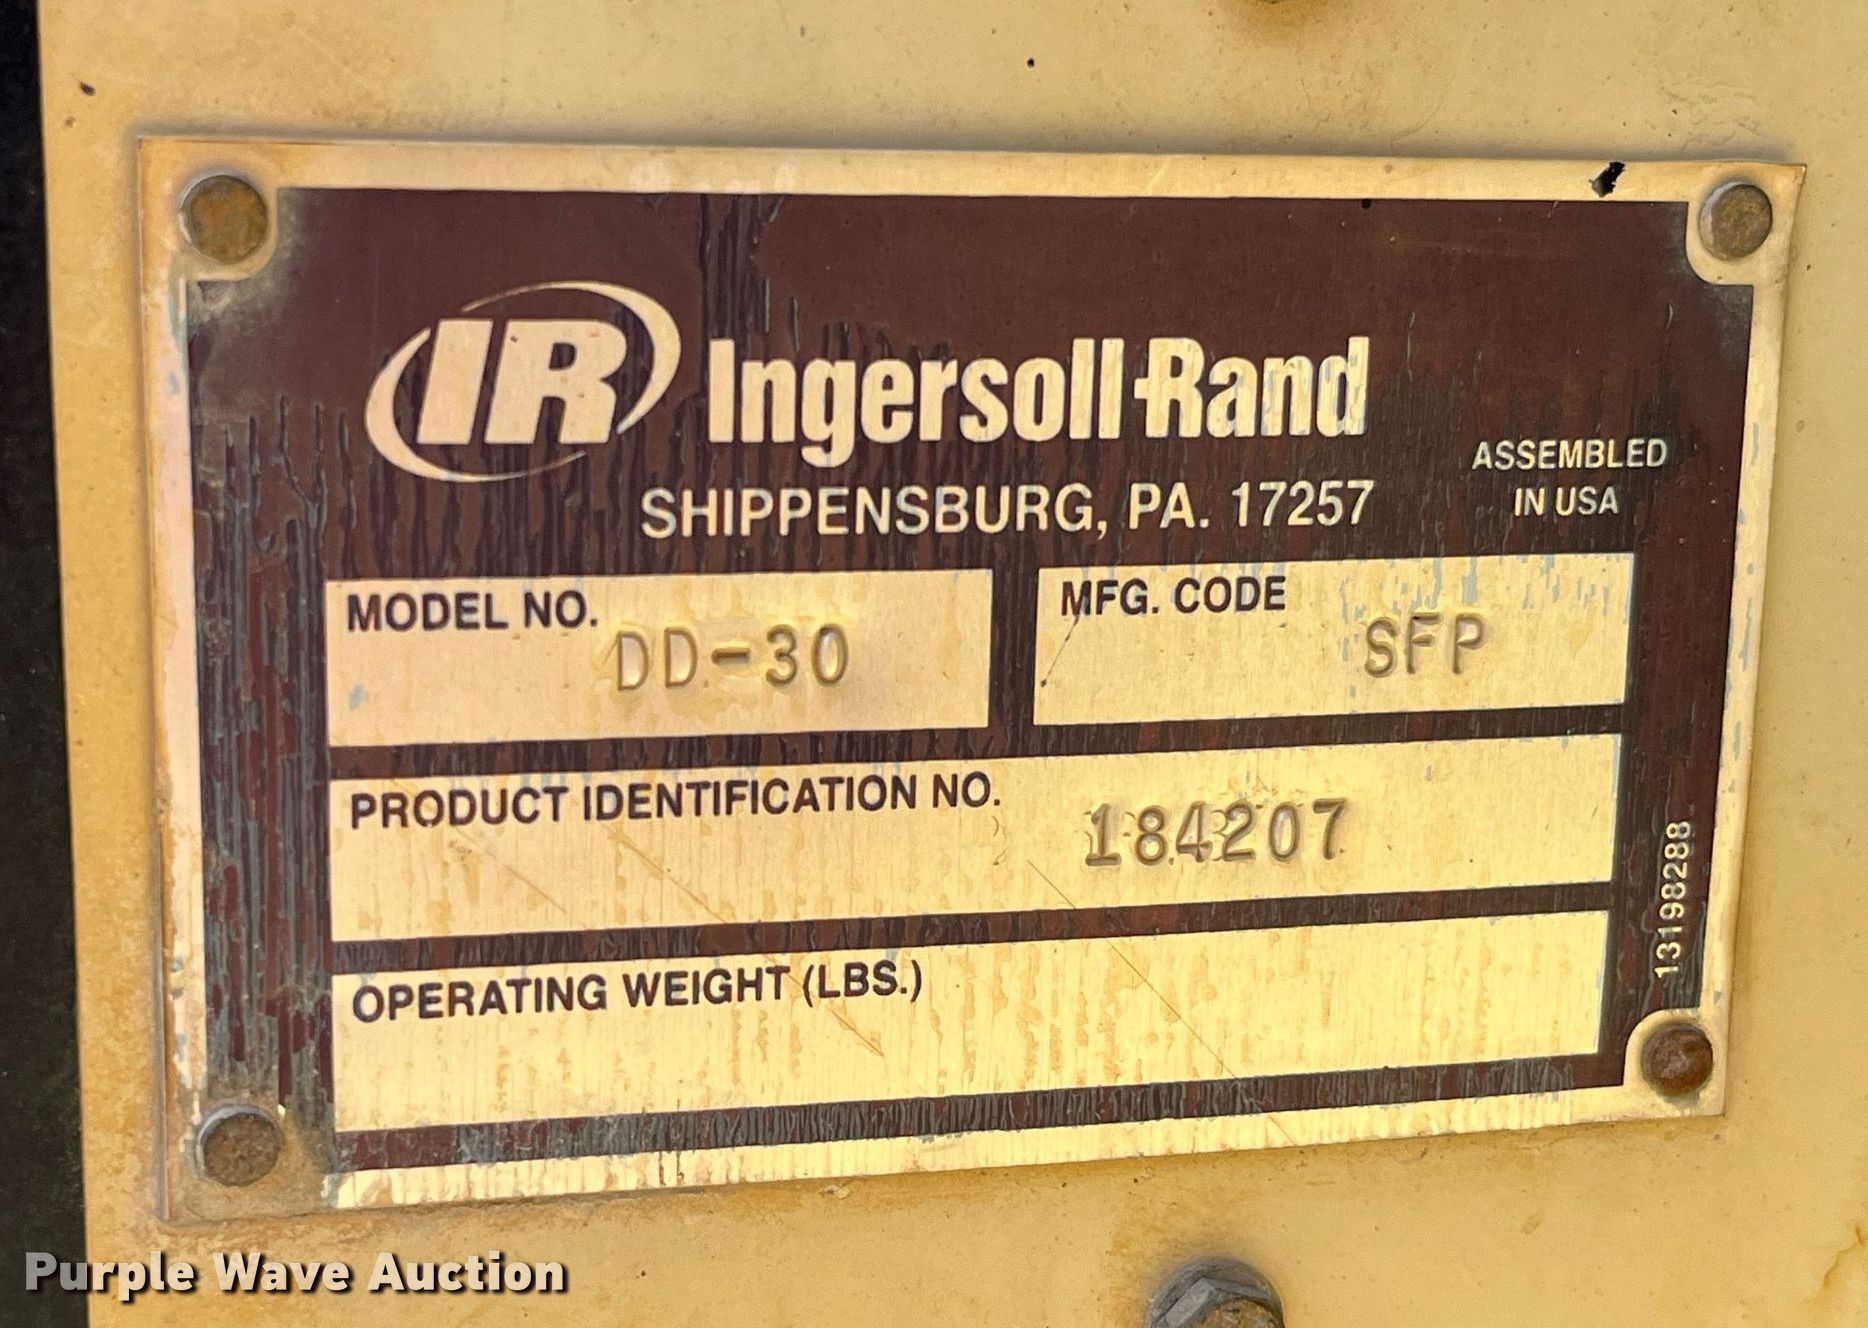 IR Ingersoll-Rand
SHIPPENSBURG, PA. 17257
ASSEMBLED
IN USA
MODEL NO. DD-30
MFG. CODE SFP
PRODUCT IDENTIFICATION NO. 184207
OPERATING WEIGHT (LBS.)
13198288
Purple Wave Auction